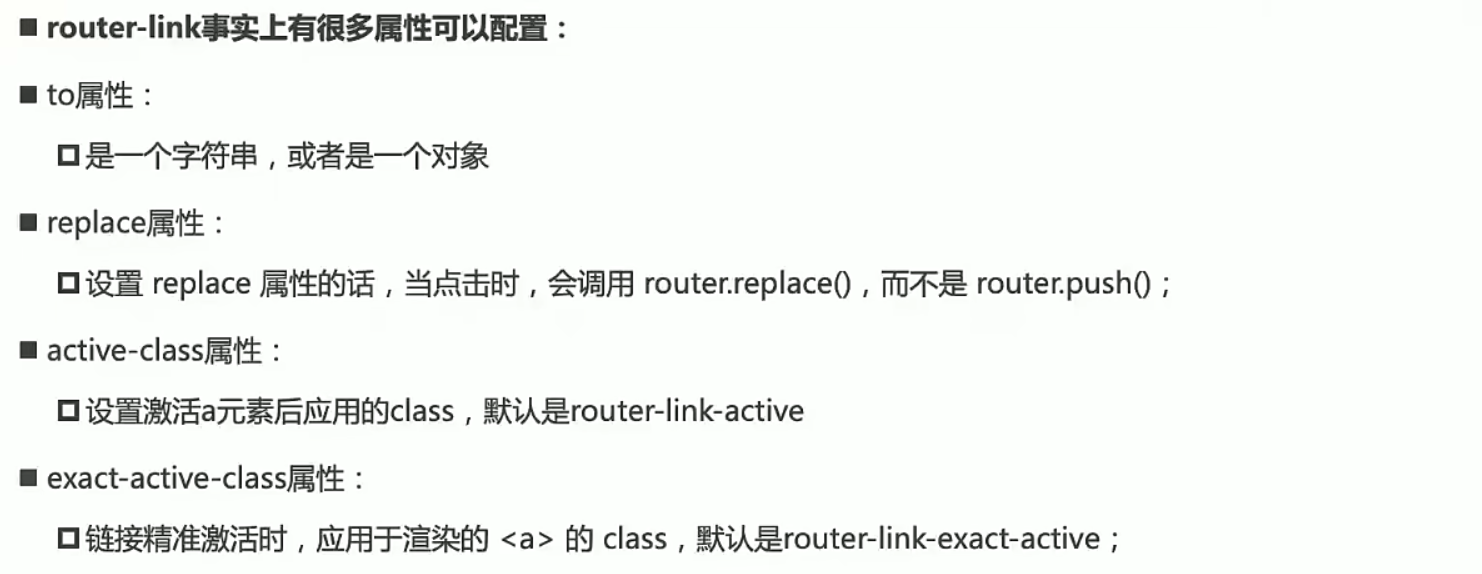 ■ router-link事实上有很多属性可以配置：
■ to属性：
是一个字符串，或者是一个对象
■ replace属性：
设置 replace 属性的话，当点击时，会调用 router.replace()，而不是 router.push()；
■ active-class属性：
设置激活a元素后应用的class，默认是router-link-active
■ exact-active-class属性：
链接精准激活时，应用于渲染的 <a> 的 class，默认是router-link-exact-active；